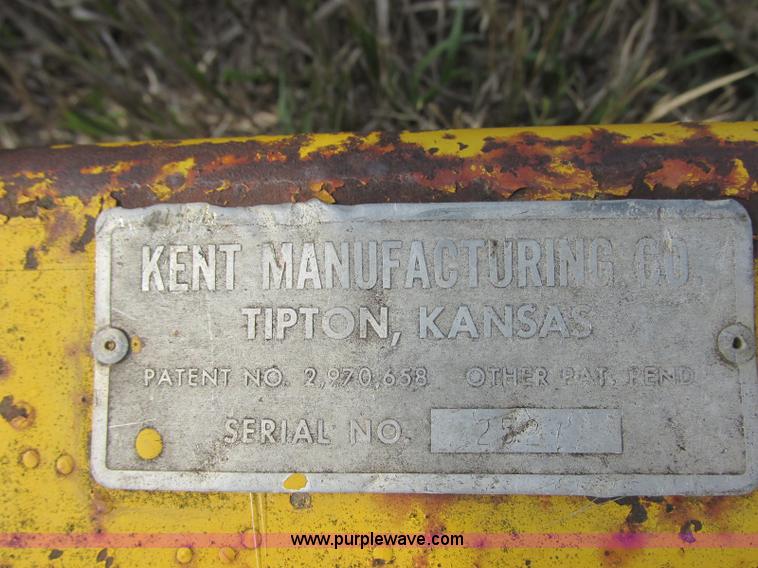 KENT MANUFACTURING CO.
TIPTON, KANSAS
PATENT NO. 2,970,658 OTHER PAT. PEND
SERIAL NO.
www.purplewave.com